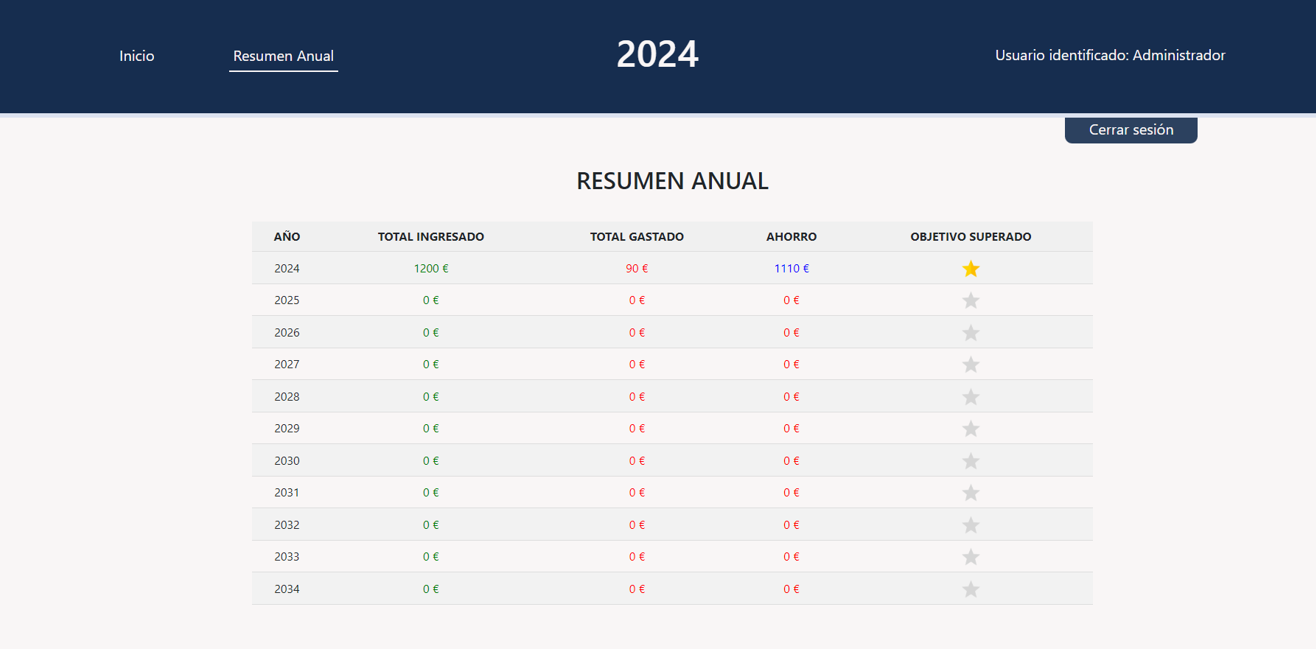 Inicio
Resumen Anual
2024
Usuario identificado: Administrador
Cerrar sesión
RESUMEN ANUAL
AÑO TOTAL INGRESADO TOTAL GASTADO AHORRO OBJETIVO SUPERADO
2024 1200 € 90 € 1110 €
2025 0 € 0 € 0 €
2026 0 € 0 € 0 €
2027 0 € 0 € 0 €
2028 0 € 0 € 0 €
2029 0 € 0 € 0 €
2030 0 € 0 € 0 €
2031 0 € 0 € 0 €
2032 0 € 0 € 0 €
2033 0 € 0 € 0 €
2034 0 € 0 € 0 €